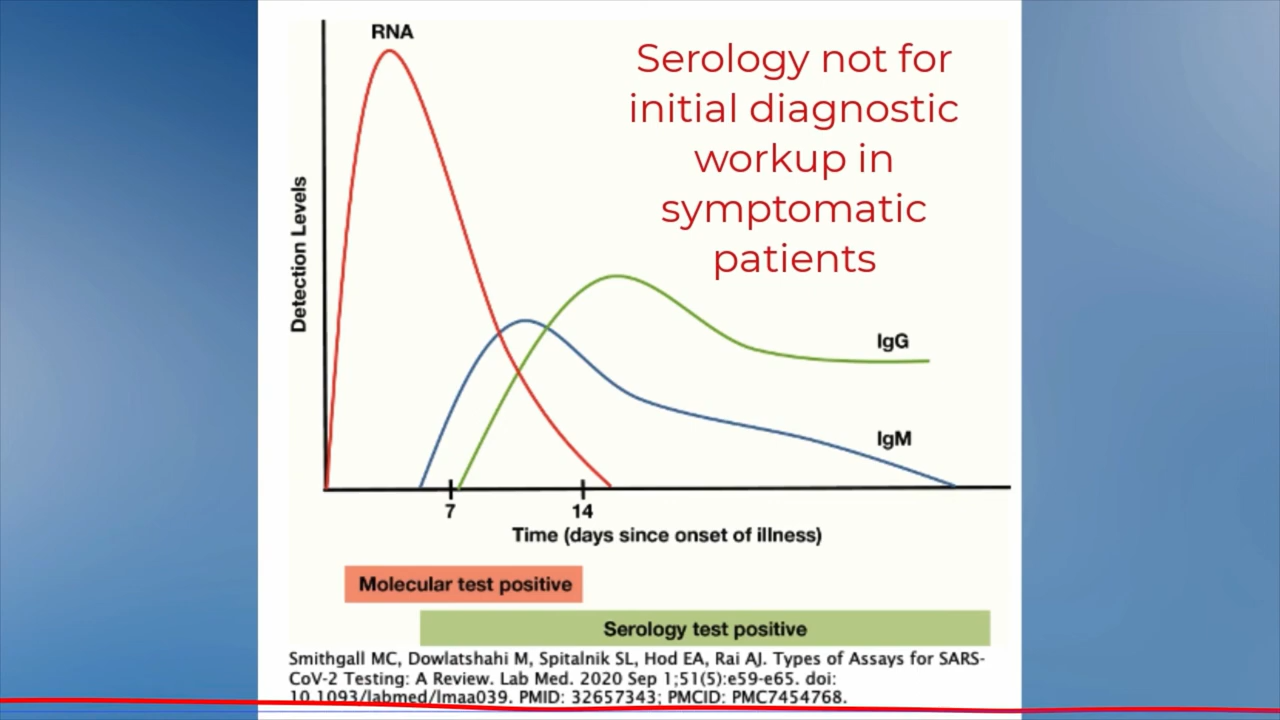 RNA
Serology not for
initial diagnostic
workup in
symptomatic
patients
Detection Levels
IgG
IgM
7
14
Time (days since onset of illness)
Molecular test positive
Serology test positive
Smithgall MC, Dowlatshahi M, Spitalnik SL, Hod EA, Rai AJ. Types of Assays for SARS-
CoV-2 Testing: A Review. Lab Med. 2020 Sep 1;51(5):e59-e65. doi:
10.1093/labmed/lmaa039. PMID: 32657343; PMCID: PMC7454768.